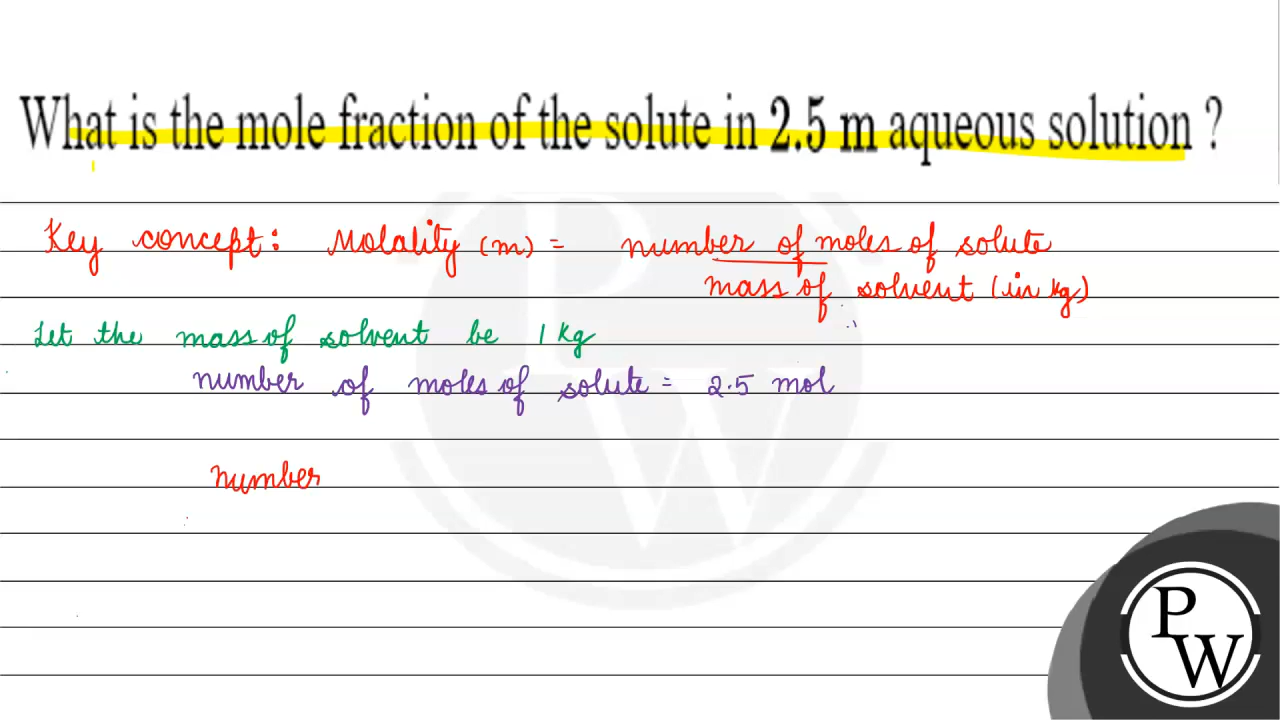 What is the mole fraction of the solute in 2.5 m aqueous solution ?
Key concept: Molality (m) = number of moles of solute
mass of solvent (in kg)
Let the mass of solvent be 1 kg
number of moles of solute = 2.5 mol
number
P
W
P
W